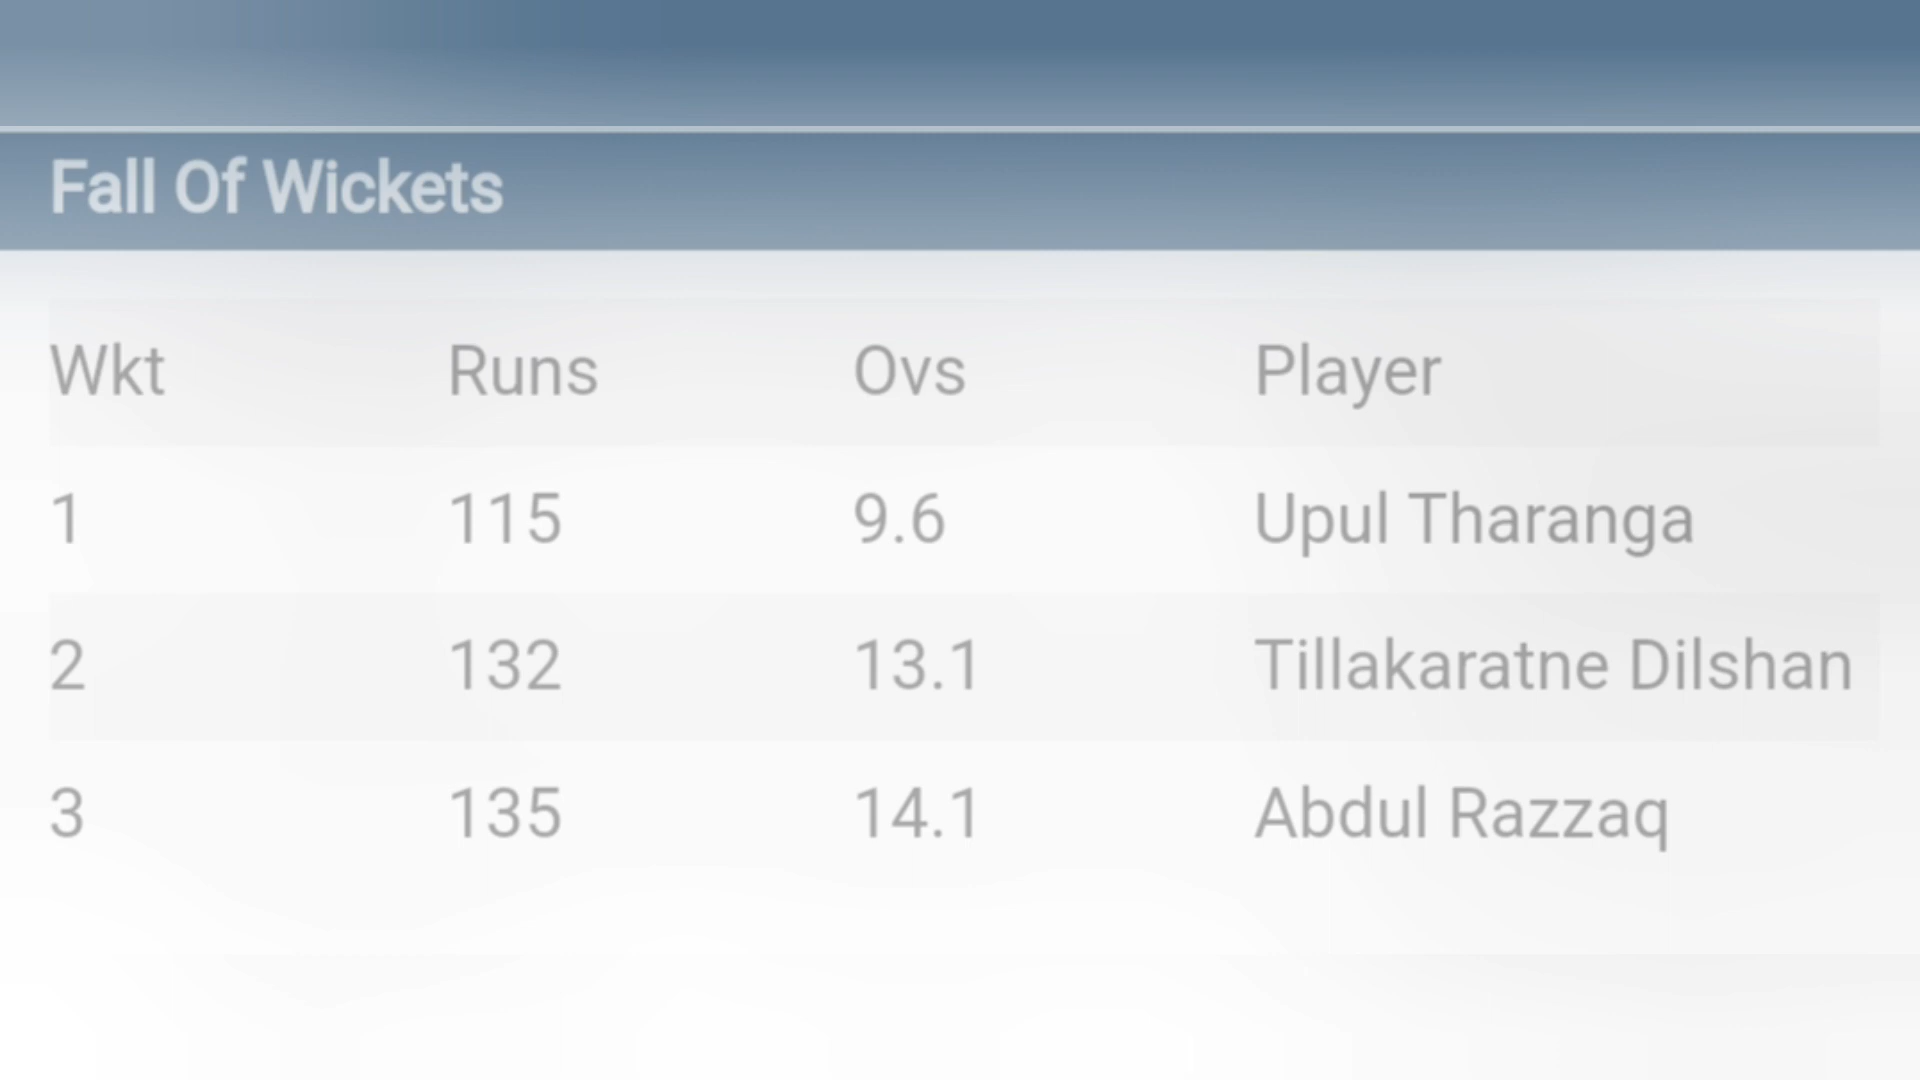 Fall Of Wickets
Wkt Runs Ovs Player
1 115 9.6 Upul Tharanga
2 132 13.1 Tillakaratne Dilshan
3 135 14.1 Abdul Razzaq